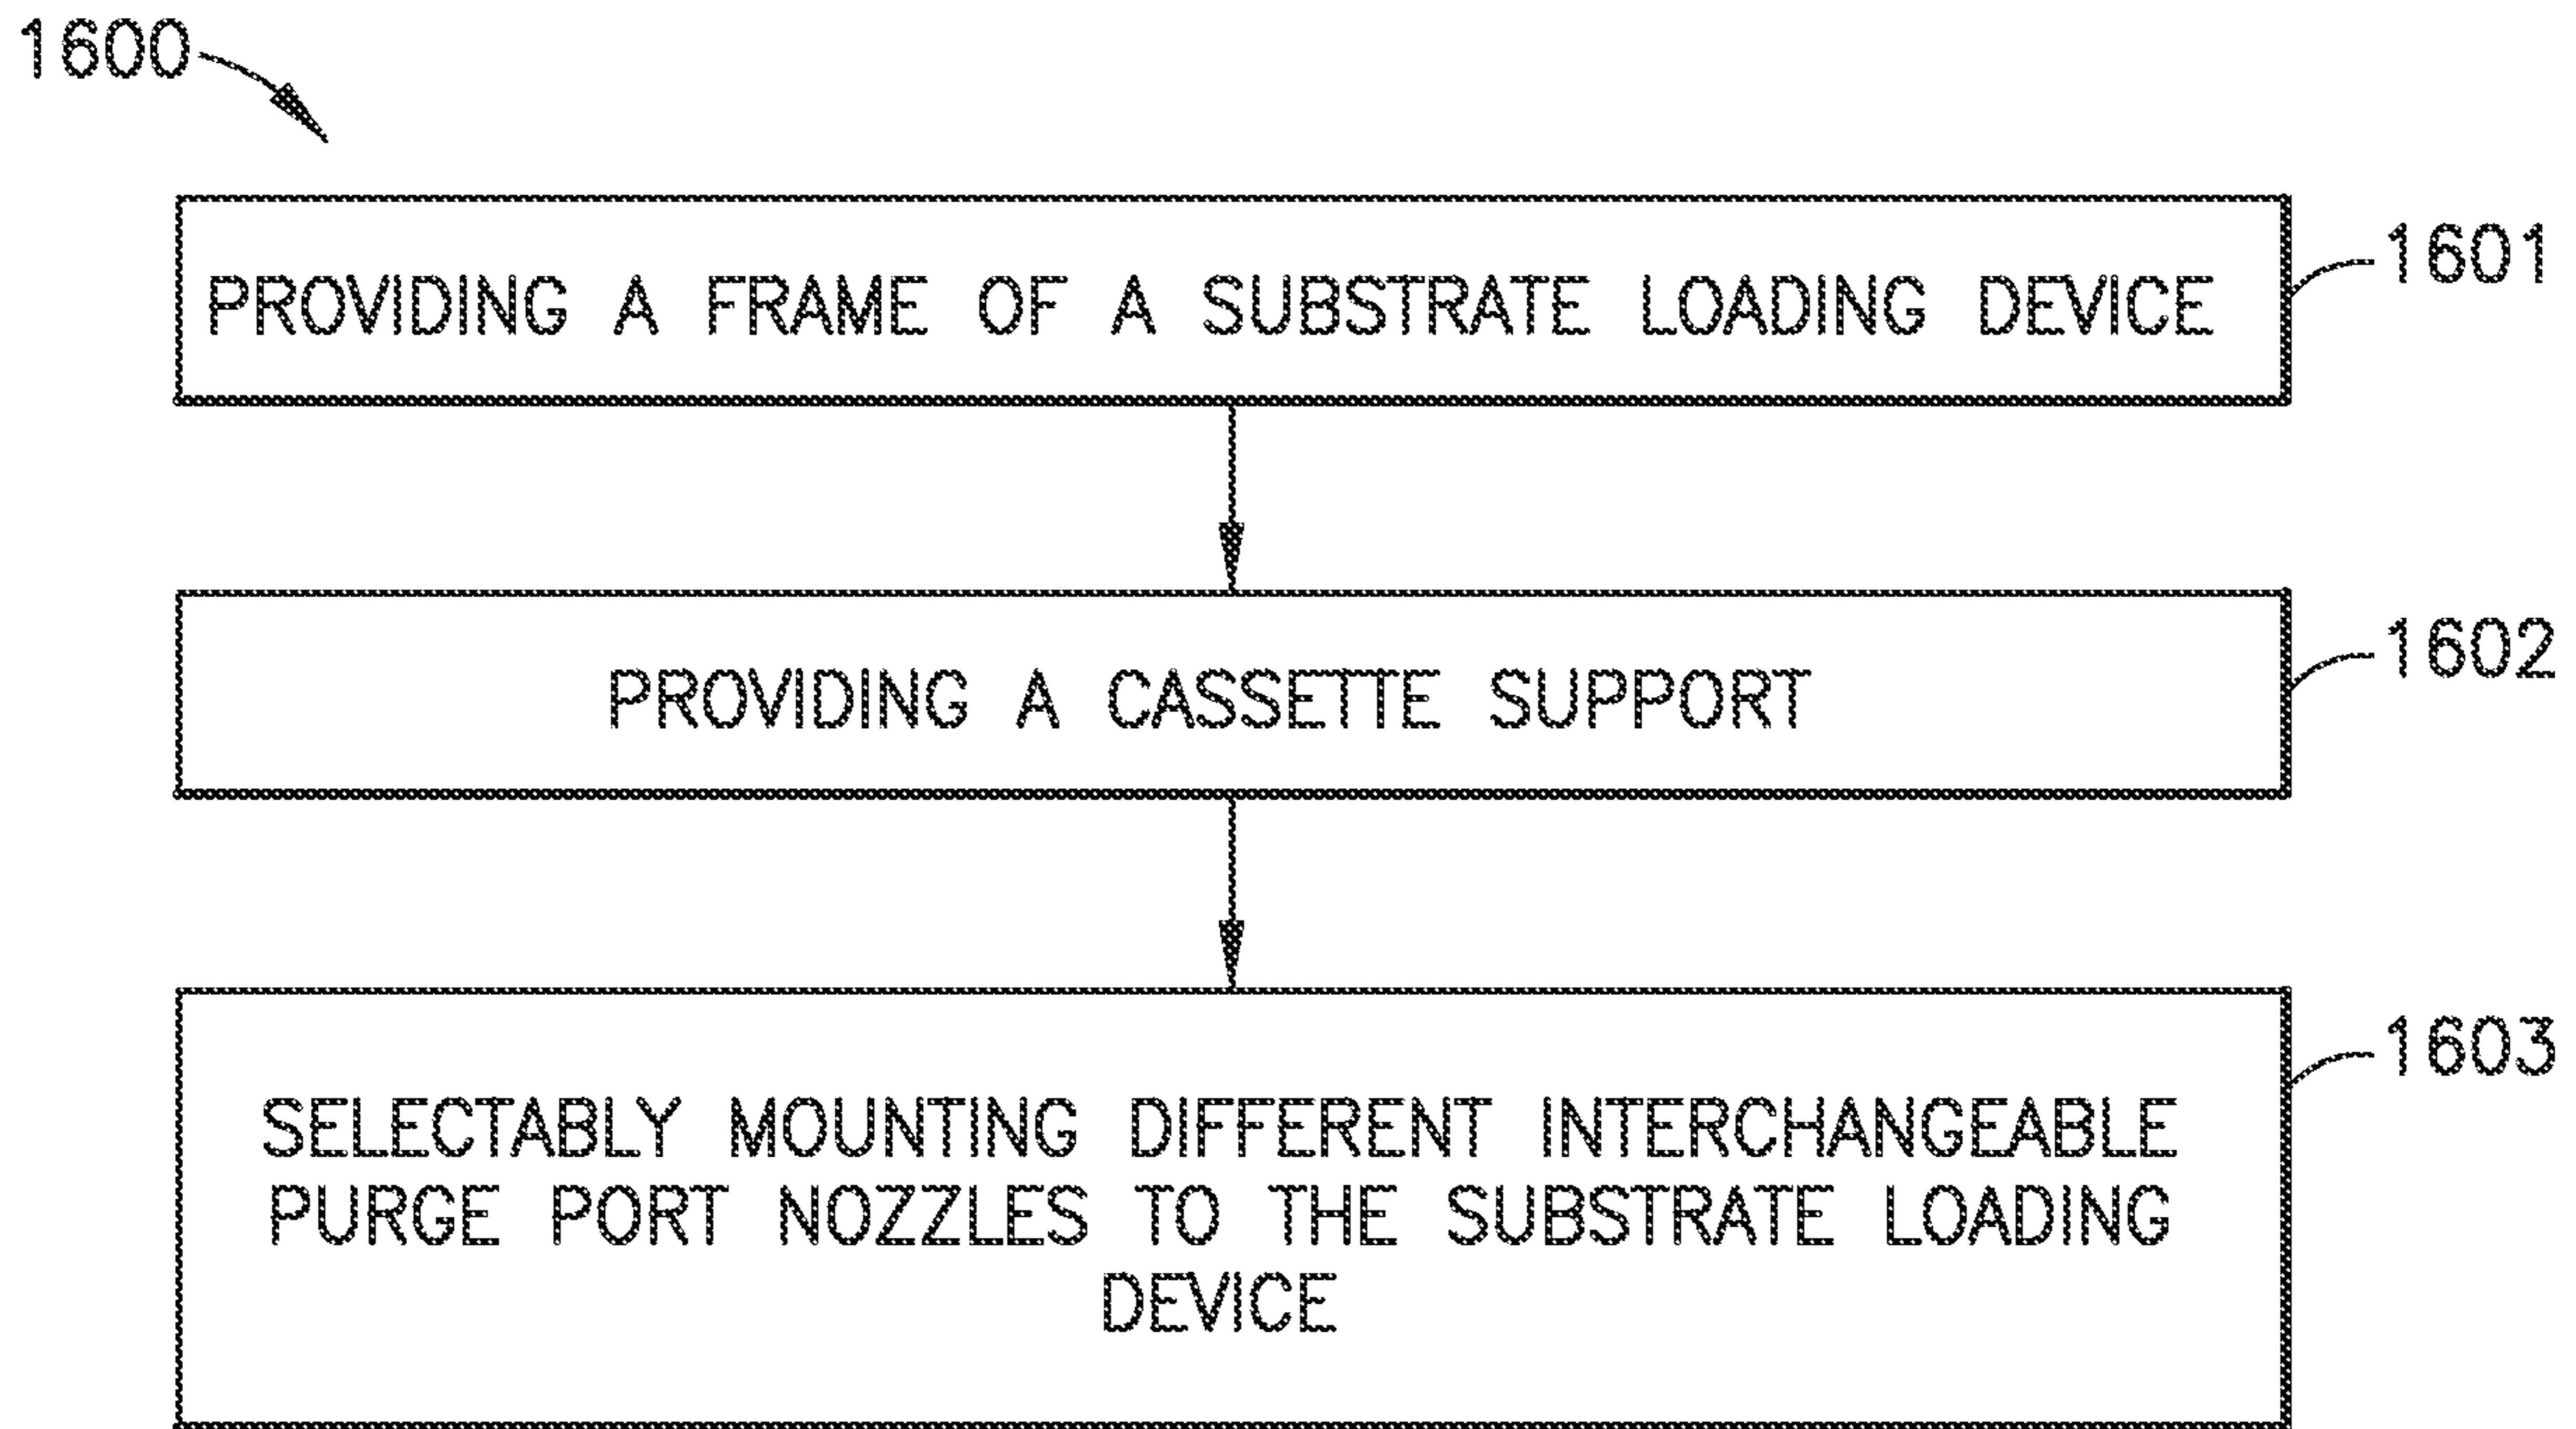 1600
PROVIDING A FRAME OF A SUBSTRATE LOADING DEVICE
1601
PROVIDING A CASSETTE SUPPORT
1602
SELECTABLY MOUNTING DIFFERENT INTERCHANGEABLE
PURGE PORT NOZZLES TO THE SUBSTRATE LOADING
DEVICE
1603